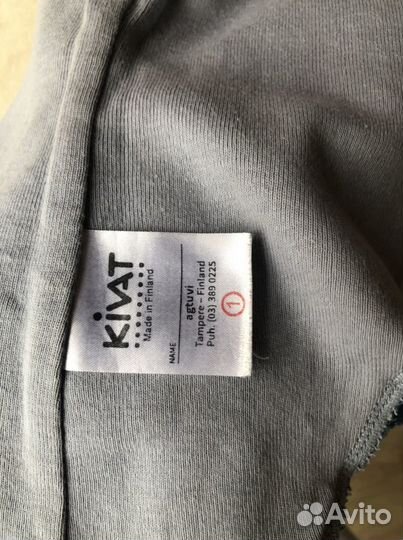 KIVAT
Made in Finland
NAME
agtuvi
Tampere – Finland
Puh. (03) 389 0225
1
Avito